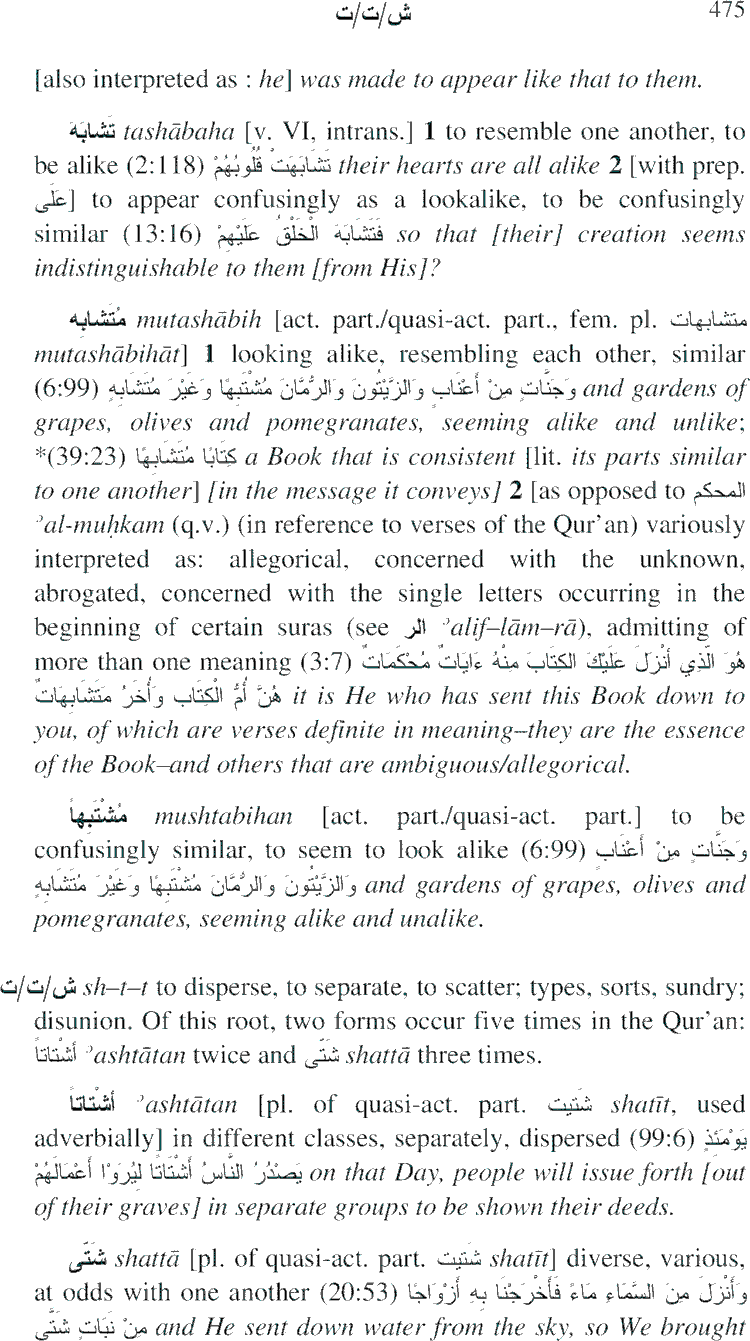 ش/ت/ت 475
[also interpreted as : he] was made to appear like that to them.
تَشابَهَ tashābaha [v. VI, intrans.] 1 to resemble one another, to
be alike (2:118) تَشَابَهَتْ قُلُوبُهُمْ their hearts are all alike 2 [with prep.
عَلَى] to appear confusingly as a lookalike, to be confusingly
similar (13:16) فَتَشَابَهَ الْخَلْقُ عَلَيْهِمْ so that [their] creation seems
indistinguishable to them [from His]?
مُتَشابِه mutashābih [act. part./quasi-act. part., fem. pl. متشابهات
mutashābihāt] 1 looking alike, resembling each other, similar
(6:99) وَجَنَّاتٍ مِنْ أَعْنَابٍ وَالزَّيْتُونَ وَالرُّمَّانَ مُشْتَبِهًا وَغَيْرَ مُتَشَابِهٍ and gardens of
grapes, olives and pomegranates, seeming alike and unlike;
*(39:23) كِتَابًا مُتَشَابِهًا a Book that is consistent [lit. its parts similar
to one another] [in the message it conveys] 2 [as opposed to المحكم
ʾal-muḥkam (q.v.) (in reference to verses of the Qur'an) variously
interpreted as: allegorical, concerned with the unknown,
abrogated, concerned with the single letters occurring in the
beginning of certain suras (see الر ʾalif–lām–rā), admitting of
more than one meaning (3:7) هُوَ الَّذِي أَنْزَلَ عَلَيْكَ الكِتَابَ مِنْهُ ءَايَاتٌ مُحْكَمَاتٌ
هُنَّ أُمُّ الْكِتَابِ وَأُخَرُ مُتَشَابِهَاتٌ it is He who has sent this Book down to
you, of which are verses definite in meaning–they are the essence
of the Book–and others that are ambiguous/allegorical.
مُشْتَبِهاً mushtabihan [act. part./quasi-act. part.] to be
confusingly similar, to seem to look alike (6:99) وَجَنَّاتٍ مِنْ أَعْنَابٍ
وَالزَّيْتُونَ وَالرُّمَّانَ مُشْتَبِهًا وَغَيْرَ مُتَشَابِهٍ and gardens of grapes, olives and
pomegranates, seeming alike and unalike.
ش/ت/ت sh–t–t to disperse, to separate, to scatter; types, sorts, sundry;
disunion. Of this root, two forms occur five times in the Qur'an:
أشْتاتاً ʾashtātan twice and شَتَّى shattā three times.
أشْتاتاً ʾashtātan [pl. of quasi-act. part. شَتيت shatīt, used
adverbially] in different classes, separately, dispersed (99:6) يَوْمَئِذٍ
يَصْدُرُ النَّاسُ أَشْتَاتًا لِيُرَوْا أَعْمَالَهُمْ on that Day, people will issue forth [out
of their graves] in separate groups to be shown their deeds.
شَتَّى shattā [pl. of quasi-act. part. شَتيت shatīt] diverse, various,
at odds with one another (20:53) وَأَنْزَلَ مِنَ السَّمَاءِ مَاءً فَأَخْرَجْنَا بِهِ أَزْوَاجًا
مِنْ نَبَاتٍ شَتَّى and He sent down water from the sky, so We brought